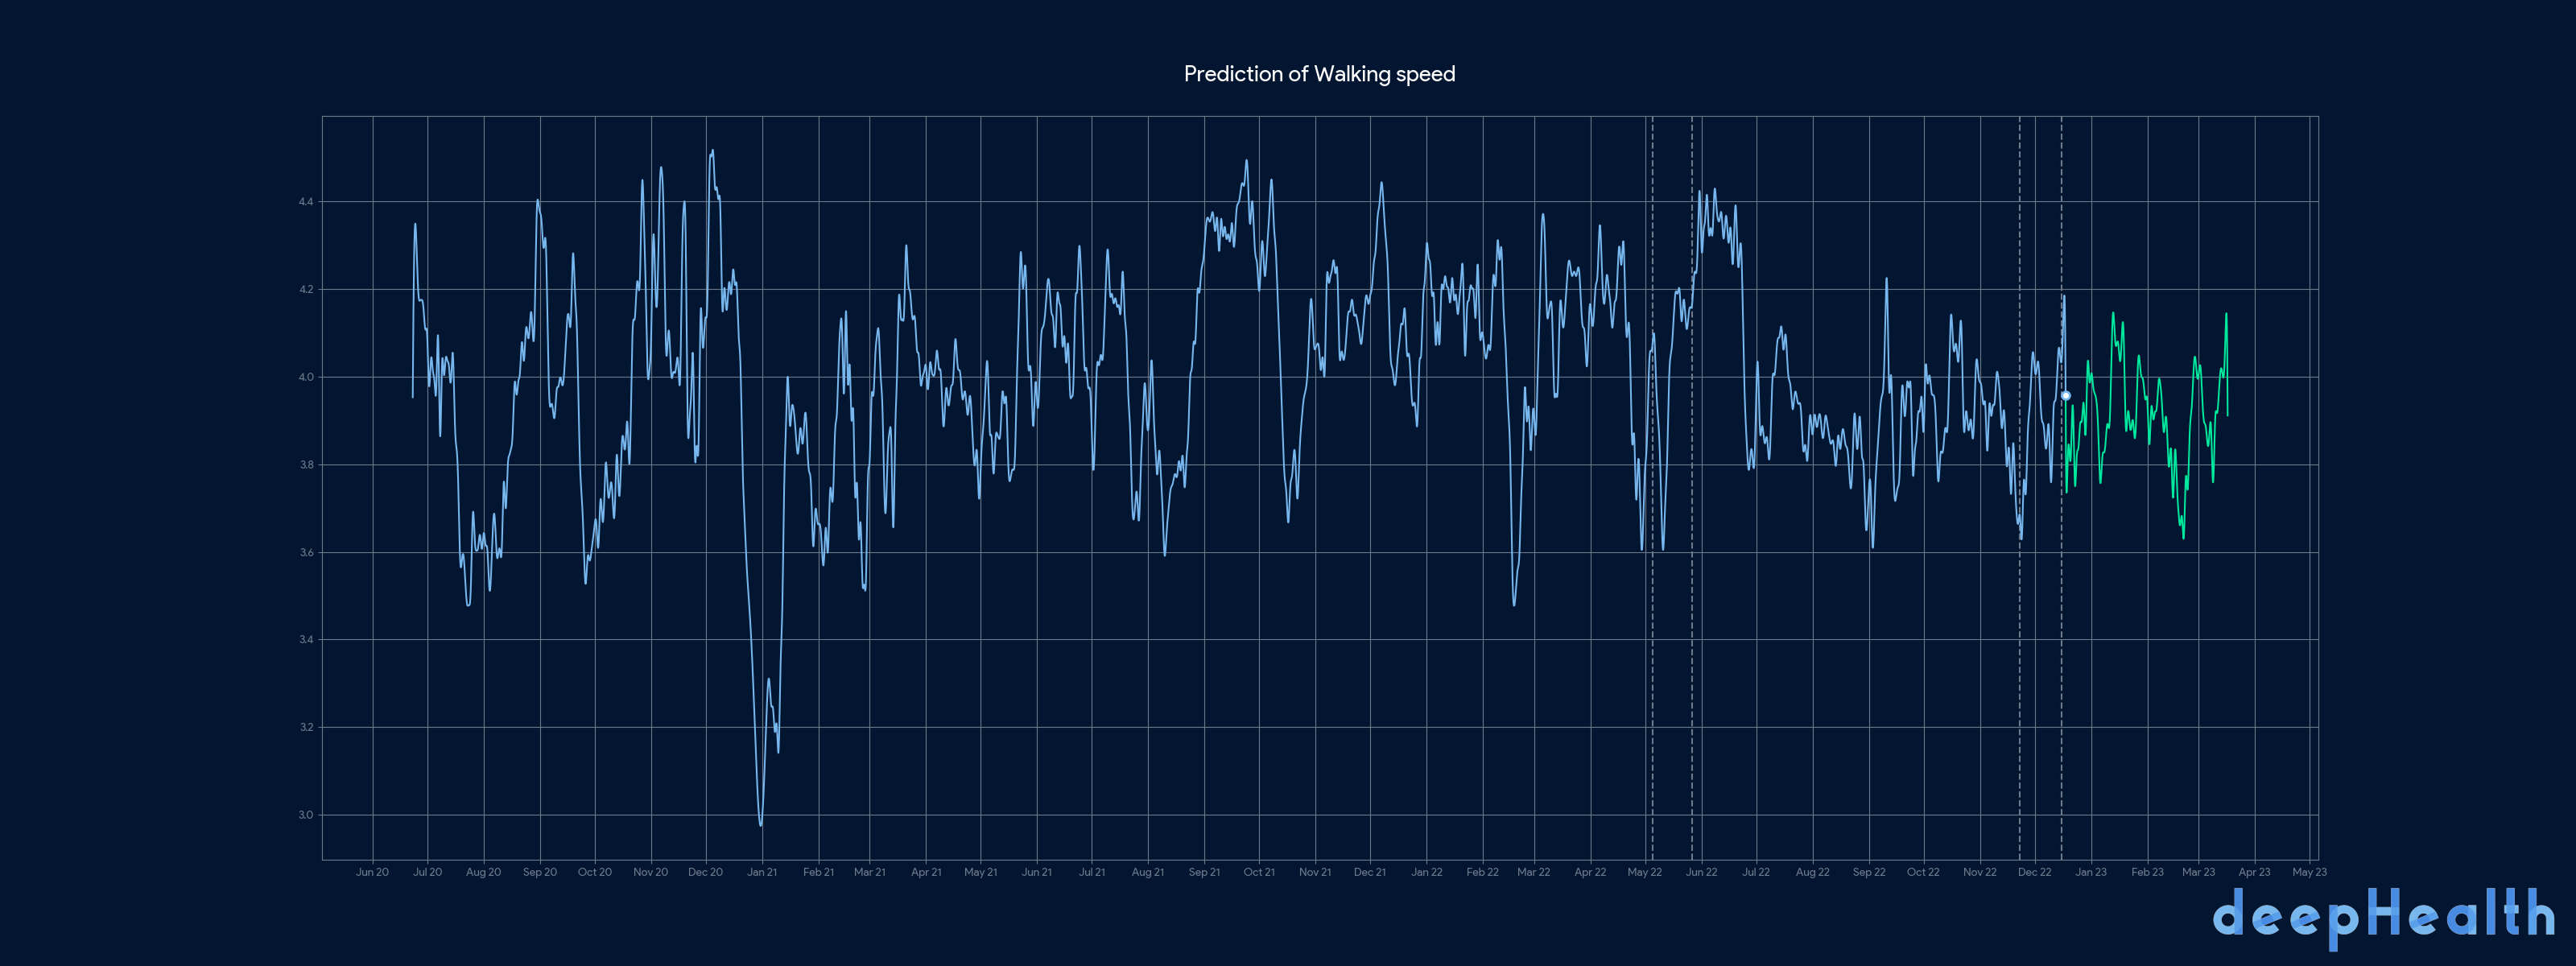 Prediction of Walking speed
4.4
4.2
4.0
3.8
3.6
3.4
3.2
3.0
Jun 20 Jul 20 Aug 20 Sep 20 Oct 20 Nov 20 Dec 20 Jan 21 Feb 21 Mar 21 Apr 21 May 21 Jun 21 Jul 21 Aug 21 Sep 21 Oct 21 Nov 21 Dec 21 Jan 22 Feb 22 Mar 22 Apr 22 May 22 Jun 22 Jul 22 Aug 22 Sep 22 Oct 22 Nov 22 Dec 22 Jan 23 Feb 23 Mar 23 Apr 23 May 23
deepHealth